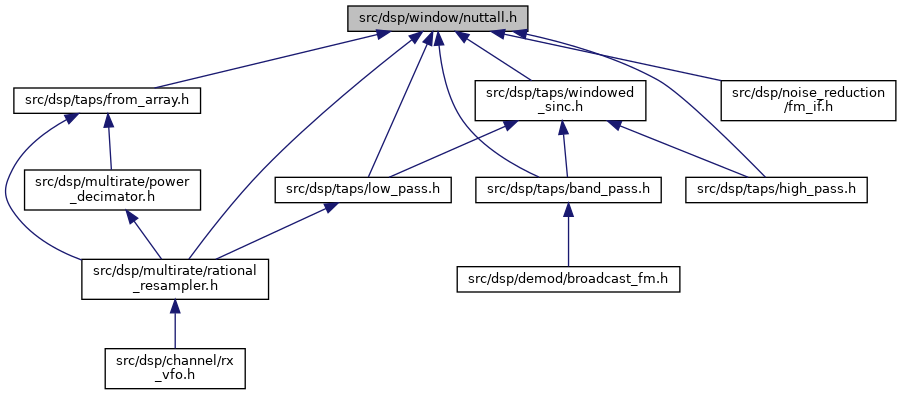 src/dsp/window/nuttall.h
src/dsp/taps/from_array.h
src/dsp/taps/windowed
_sinc.h
src/dsp/noise_reduction
/fm_if.h
src/dsp/multirate/power
_decimator.h
src/dsp/taps/low_pass.h
src/dsp/taps/band_pass.h
src/dsp/taps/high_pass.h
src/dsp/multirate/rational
_resampler.h
src/dsp/demod/broadcast_fm.h
src/dsp/channel/rx
_vfo.h